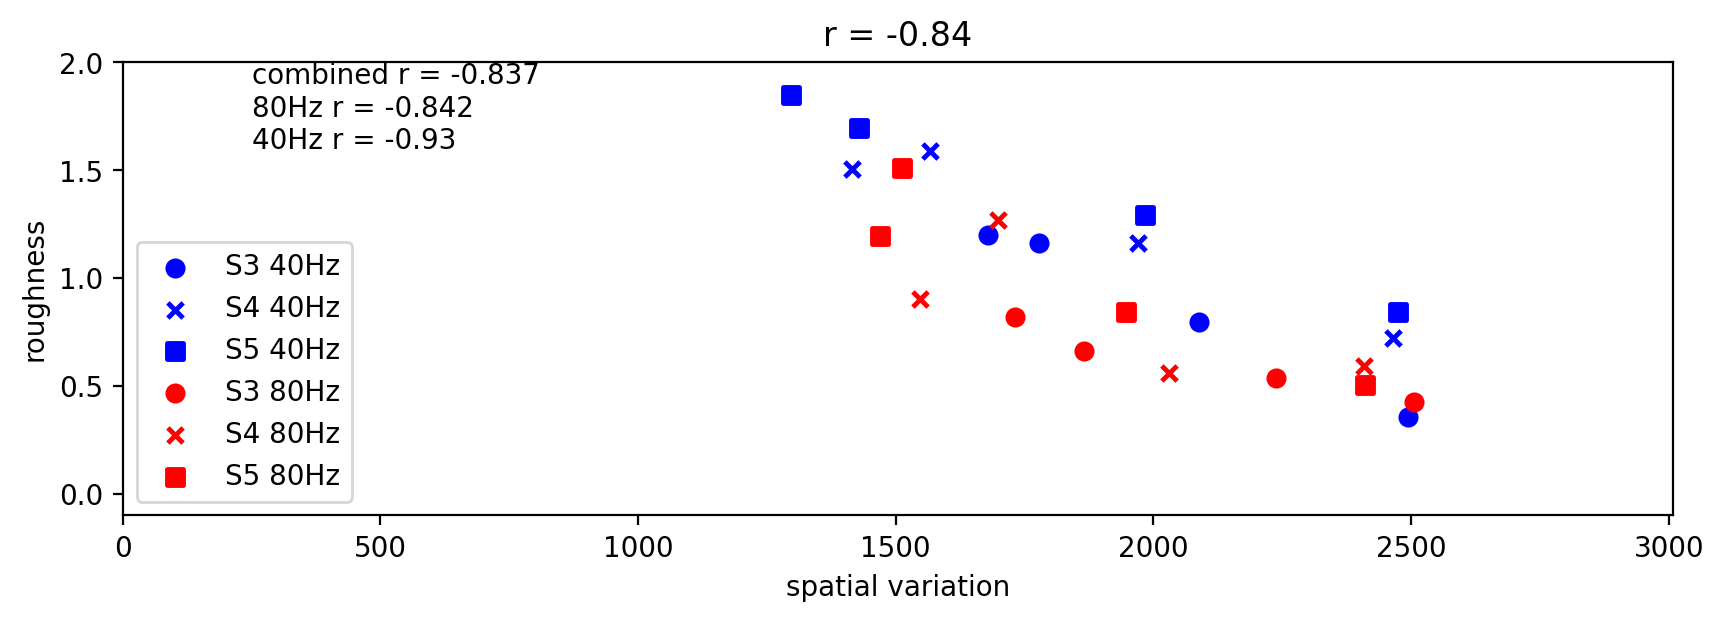 r = -0.84
combined r = -0.837
80Hz r = -0.842
40Hz r = -0.93
2.0
1.5
1.0
0.5
0.0
roughness
S3 40Hz
S4 40Hz
S5 40Hz
S3 80Hz
S4 80Hz
S5 80Hz
0 500 1000 1500 2000 2500 3000
spatial variation